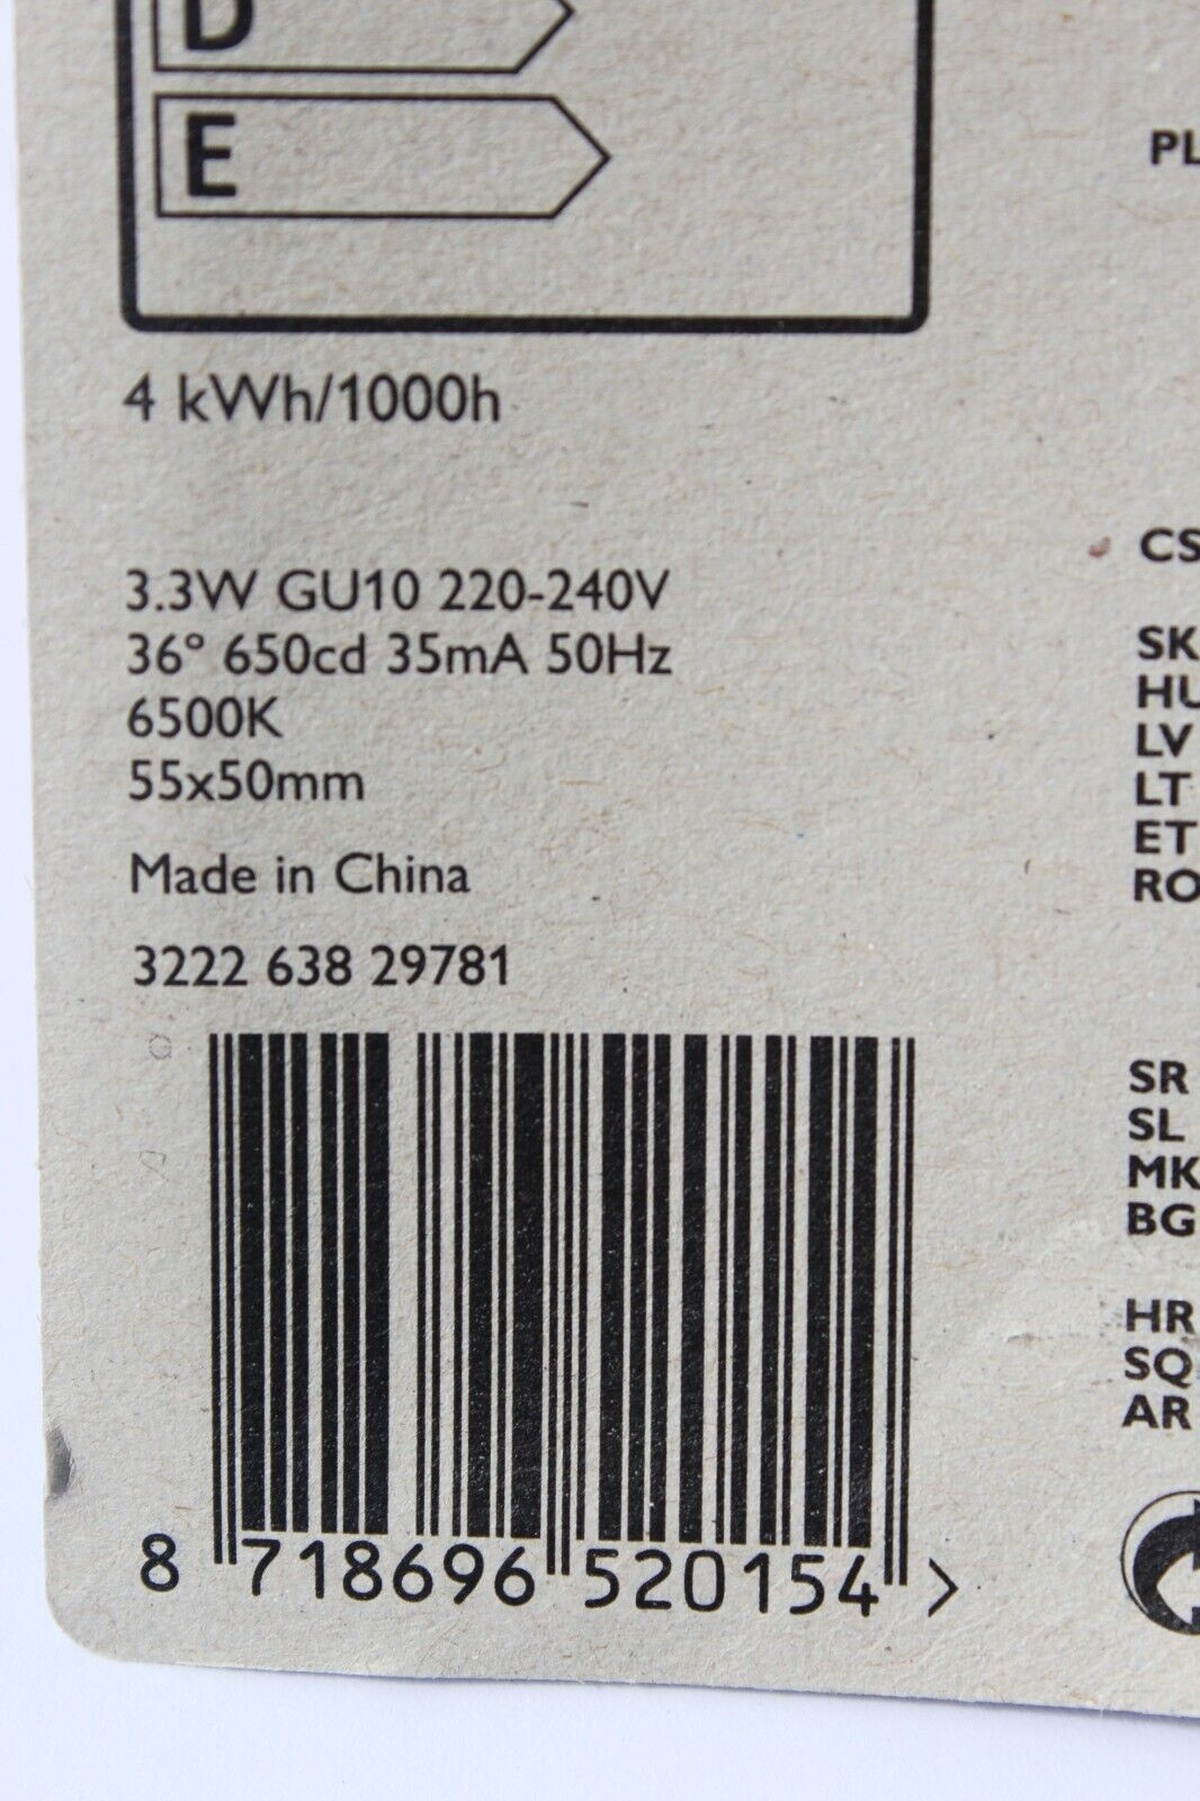 D
E
4 kWh/1000h
3.3W GU10 220-240V
36° 650cd 35mA 50Hz
6500K
55x50mm
Made in China
3222 638 29781
8 718696 520154 >
PL
CS
SK
HU
LV
LT
ET
RO
SR
SL
MK
BG
HR
SQ
AR